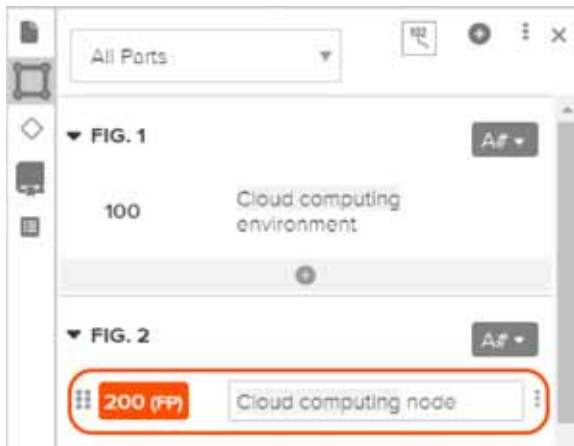 102
All Parts
FIG. 1
A#
100
Cloud computing
environment
FIG. 2
A#
200 (FP)
Cloud computing node